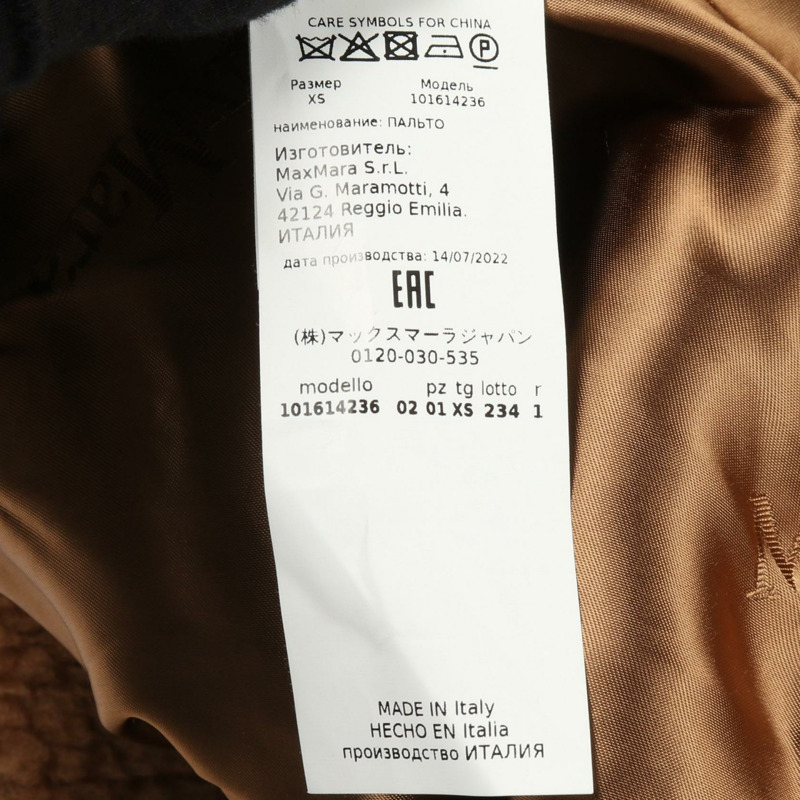 CARE SYMBOLS FOR CHINA
P
Размер Модель
XS 101614236
наименование: ПАЛЬТО
Изготовитель:
MaxMara S.r.L.
Via G. Maramotti, 4
42124 Reggio Emilia.
ИТАЛИЯ
дата производства: 14/07/2022
EAC
(株)マックスマーラジャパン
0120-030-535
modello pz tg lotto r
101614236 02 01 XS 234 1
MADE IN Italy
HECHO EN Italia
производство ИТАЛИЯ